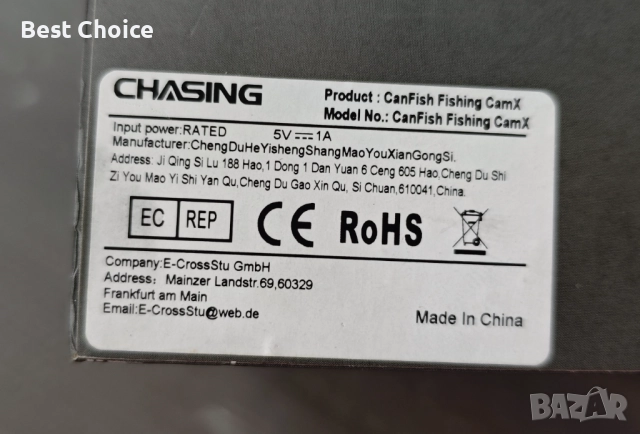 Best Choice
CHASING
Product : CanFish Fishing CamX
Model No.: CanFish Fishing CamX
Input power:RATED 5V⎓1A
Manufacturer:ChengDuHeYishengShangMaoYouXianGongSi.
Address: Ji Qing Si Lu 188 Hao,1 Dong 1 Dan Yuan 6 Ceng 605 Hao,Cheng Du Shi
Zi You Mao Yi Shi Yan Qu,Cheng Du Gao Xin Qu, Si Chuan,610041,China.
EC REP CE RoHS
Company:E-CrossStu GmbH
Address: Mainzer Landstr.69,60329
Frankfurt am Main
Email:E-CrossStu@web.de
Made In China
BAZAR